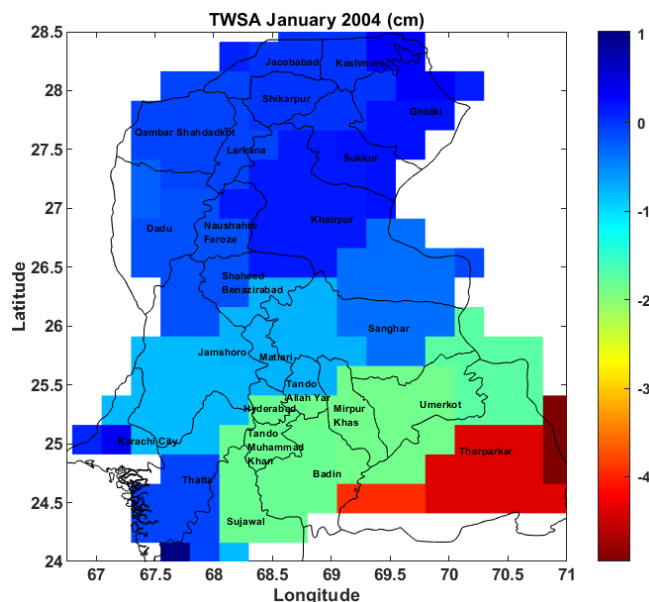 TWSA January 2004 (cm)
28.5
28
27.5
27
26.5
26
25.5
25
24.5
24
Latitude
Jacobabad
Kashmore
Shikarpur
Ghotki
Qambar Shahdadkot
Larkana
Sukkur
Khairpur
Dadu
Naushahro
Feroze
Shaheed
Benazirabad
Sanghar
Jamshoro
Matiari
Tando
Allah Yar
Hyderabad
Mirpur
Khas
Umerkot
Karachi City
Tando
Muhammad
Khan
Tharparkar
Thatta
Badin
Sujawal
67
67.5
68
68.5
69
69.5
70
70.5
71
Longitude
1
0
-1
-2
-3
-4